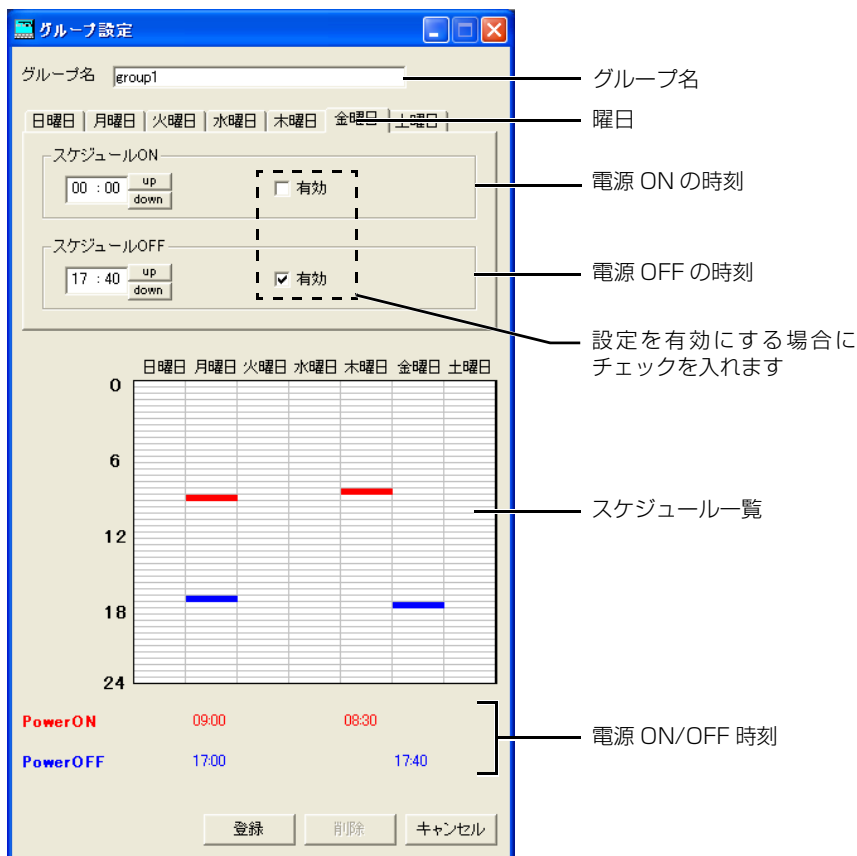 グループ設定
グループ名 group1
グループ名
日曜日 月曜日 火曜日 水曜日 木曜日 金曜日 土曜日
曜日
スケジュールON
00 : 00 up down 有効
電源 ON の時刻
スケジュールOFF
17 : 40 up down 有効
電源 OFF の時刻
設定を有効にする場合に
チェックを入れます
日曜日 月曜日 火曜日 水曜日 木曜日 金曜日 土曜日
0
6
12
18
24
スケジュール一覧
PowerON 09:00 08:30
PowerOFF 17:00 17:40
電源 ON/OFF 時刻
登録 削除 キャンセル